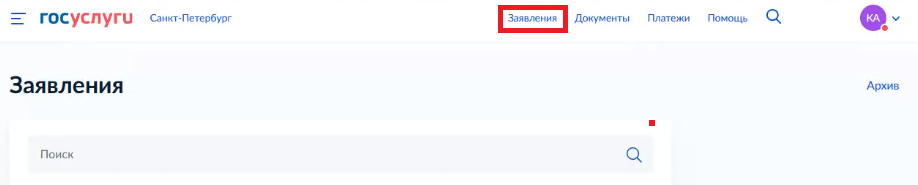 госуслуги Санкт-Петербург Заявления Документы Платежи Помощь КА
Заявления Архив
Поиск